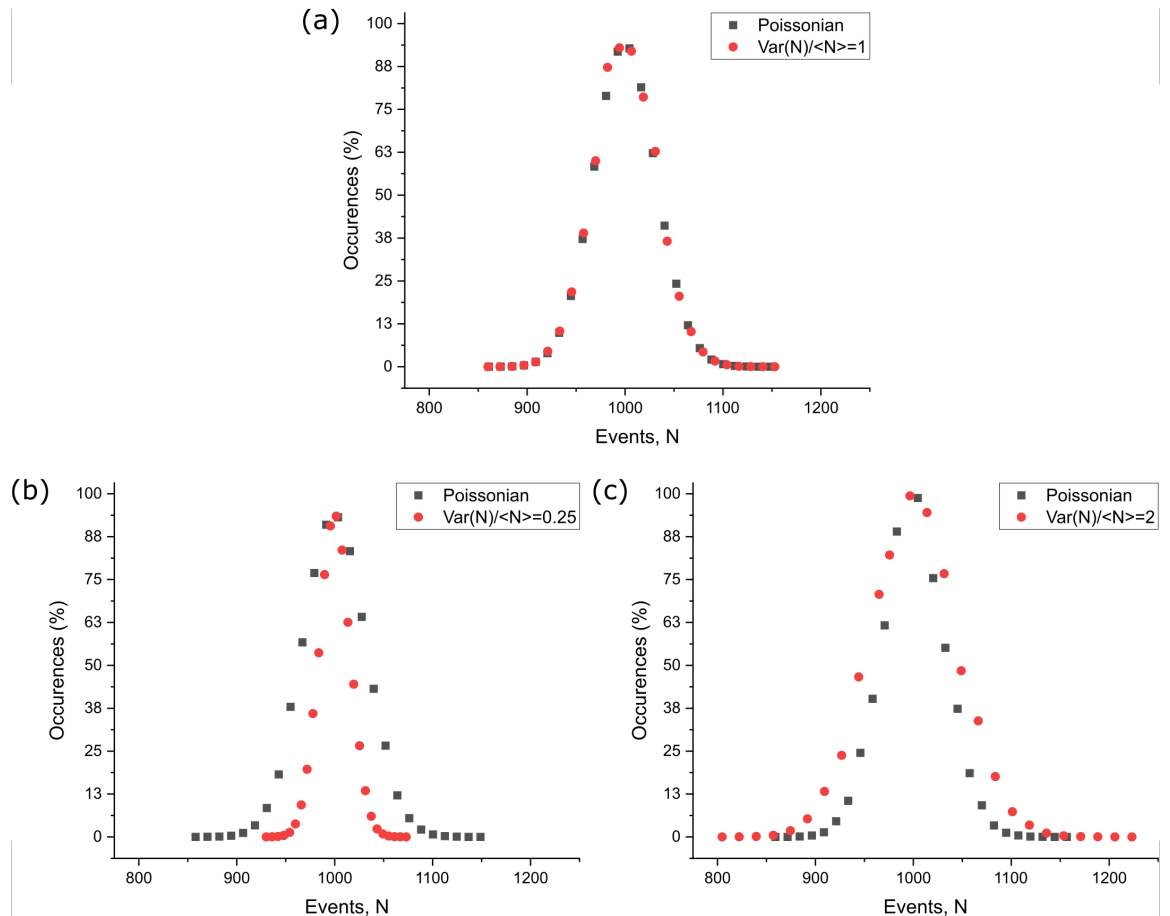 (a)
Poissonian
Var(N)/<N>=1
100
88
75
63
50
38
25
13
0
Occurences (%)
800
900
1000
1100
1200
Events, N
(b)
Poissonian
Var(N)/<N>=0.25
100
88
75
63
50
38
25
13
0
Occurences (%)
800
900
1000
1100
1200
Events, N
(c)
Poissonian
Var(N)/<N>=2
100
88
75
63
50
38
25
13
0
Occurences (%)
800
900
1000
1100
1200
Events, N